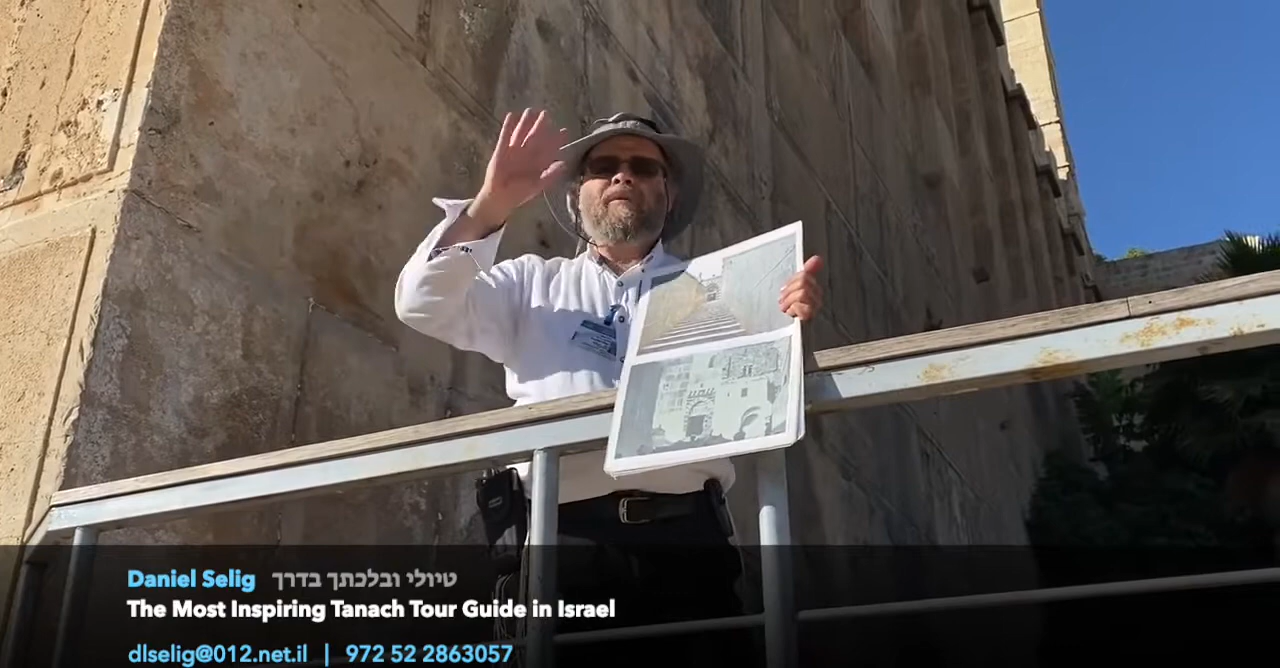 Daniel Selig טיולי ובלכתך בדרך
The Most Inspiring Tanach Tour Guide in Israel
dlselig@012.net.il | 972 52 2863057